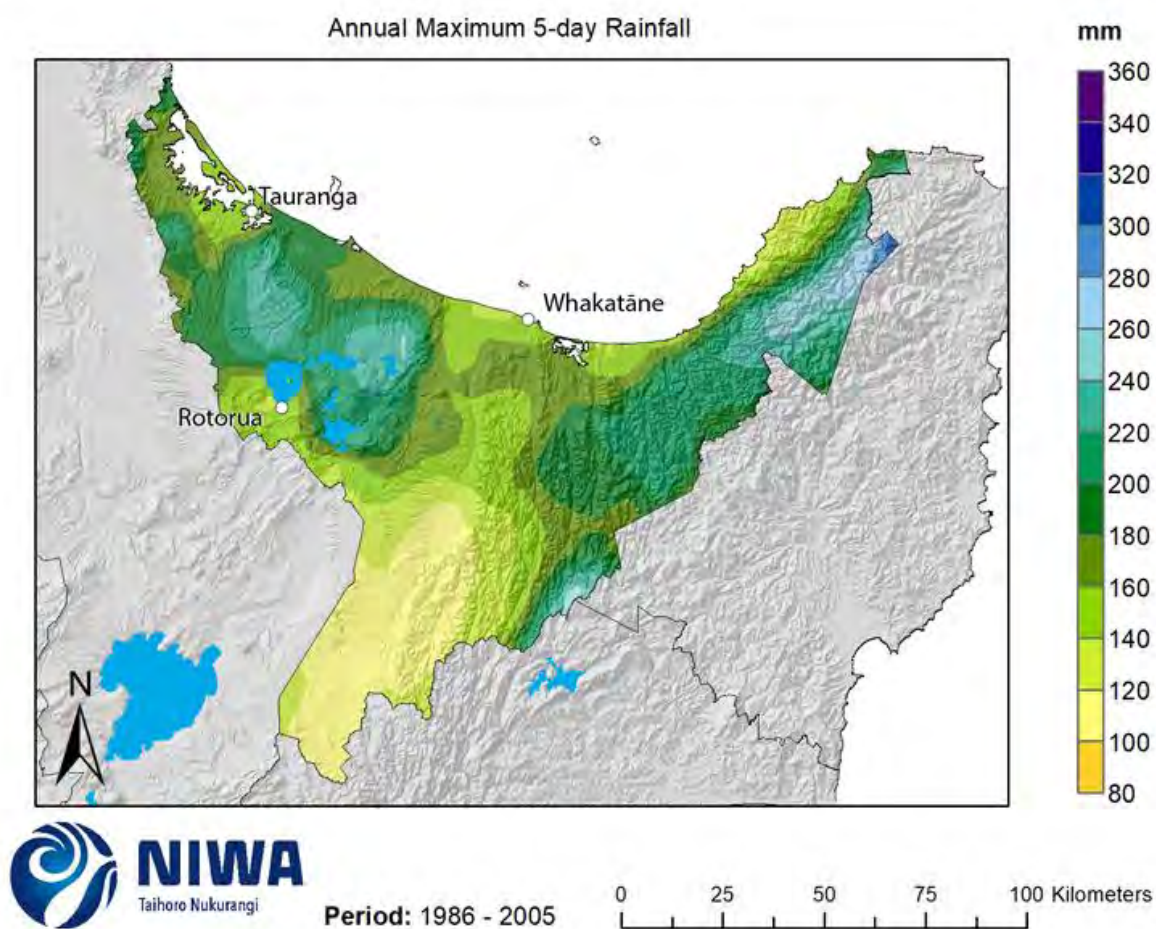 Annual Maximum 5-day Rainfall
mm
360
340
320
300
280
260
240
220
200
180
160
140
120
100
80
Tauranga
Whakatāne
Rotorua
N
NIWA
Taihoro Nukurangi
Period: 1986 - 2005
0 25 50 75 100 Kilometers